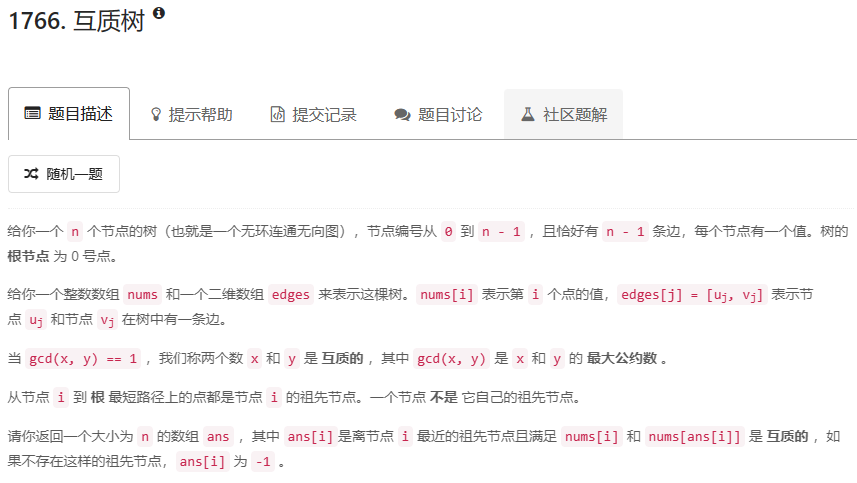 1766. 互质树
题目描述
提示帮助
提交记录
题目讨论
社区题解
随机一题
给你一个 n 个节点的树（也就是一个无环连通无向图），节点编号从 0 到 n - 1 ，且恰好有 n - 1 条边，每个节点有一个值。树的
根节点 为 0 号点。
给你一个整数数组 nums 和一个二维数组 edges 来表示这棵树。nums[i] 表示第 i 个点的值，edges[j] = [uj, vj] 表示节
点 uj 和节点 vj 在树中有一条边。
当 gcd(x, y) == 1 ，我们称两个数 x 和 y 是 互质的 ，其中 gcd(x, y) 是 x 和 y 的 最大公约数 。
从节点 i 到 根 最短路径上的点都是节点 i 的祖先节点。一个节点 不是 它自己的祖先节点。
请你返回一个大小为 n 的数组 ans ，其中 ans[i]是离节点 i 最近的祖先节点且满足 nums[i] 和 nums[ans[i]] 是 互质的 ，如
果不存在这样的祖先节点，ans[i] 为 -1 。